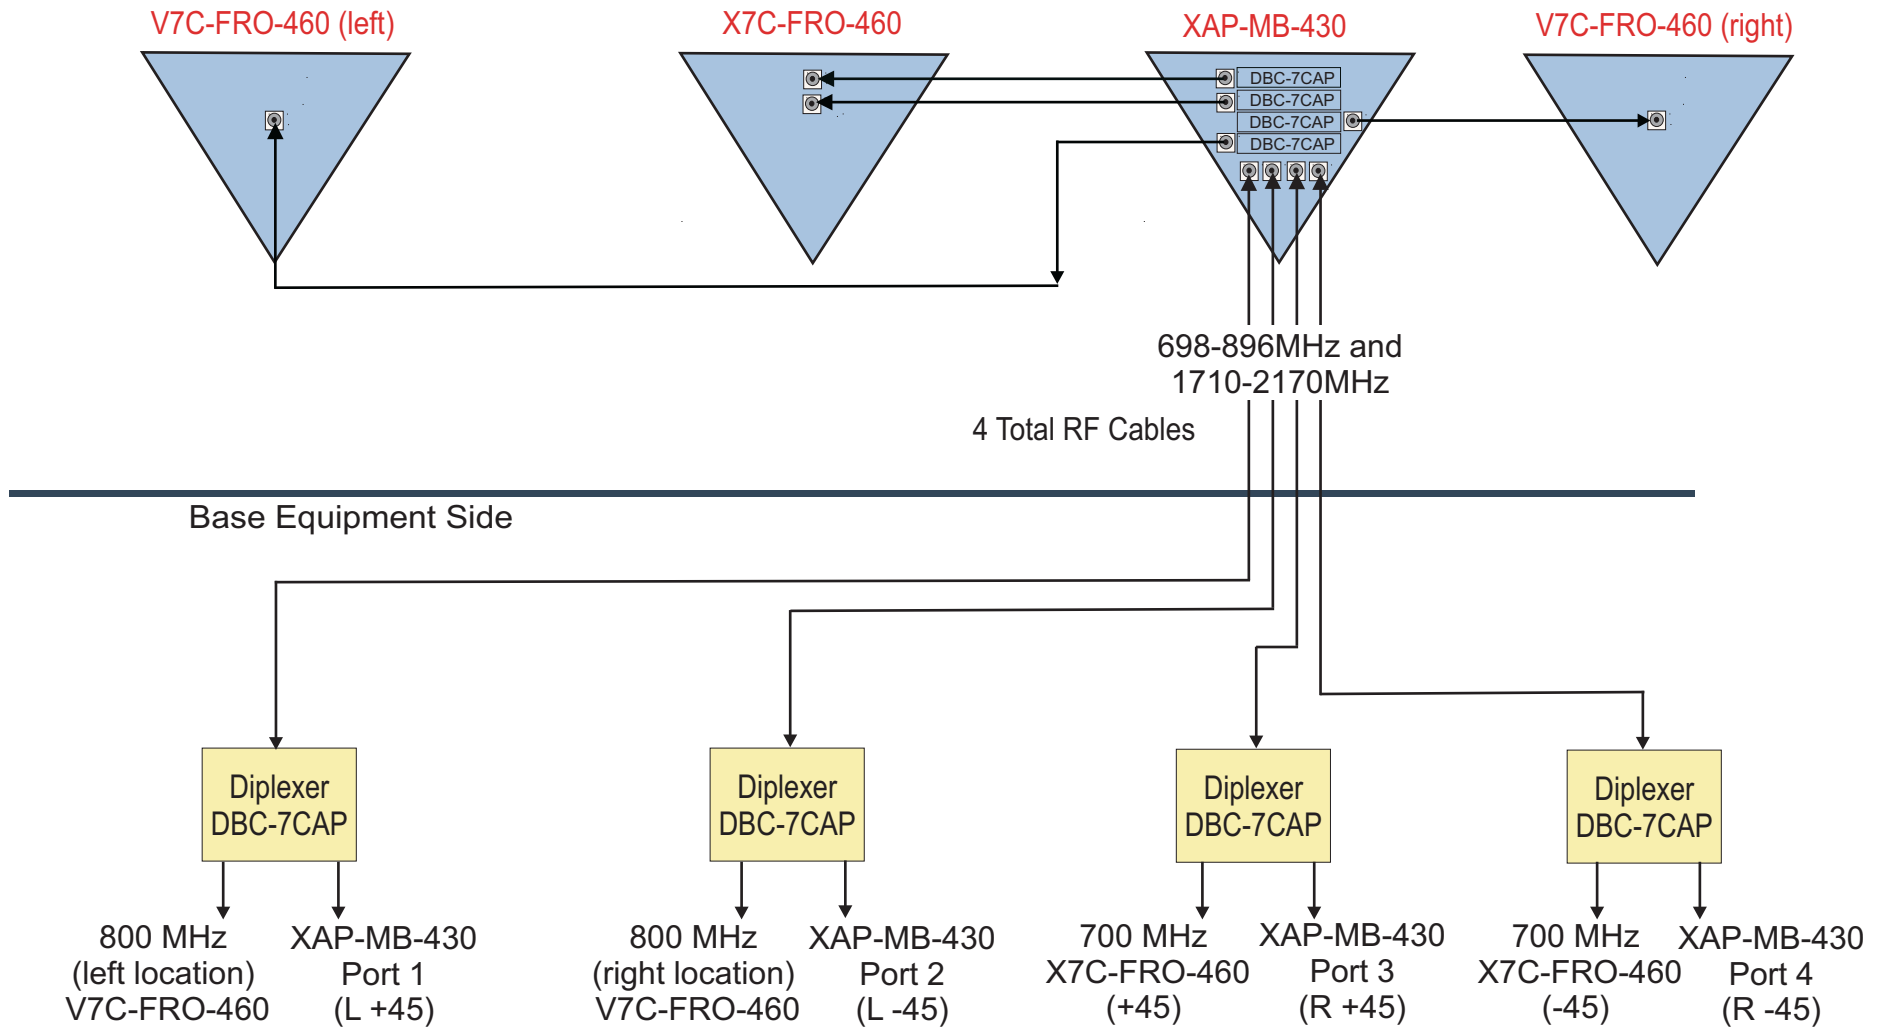 V7C-FRO-460 (left)
X7C-FRO-460
XAP-MB-430
V7C-FRO-460 (right)
DBC-7CAP
DBC-7CAP
DBC-7CAP
DBC-7CAP
698-896MHz and
1710-2170MHz
4 Total RF Cables
Base Equipment Side
Diplexer
DBC-7CAP
Diplexer
DBC-7CAP
Diplexer
DBC-7CAP
Diplexer
DBC-7CAP
800 MHz
(left location)
V7C-FRO-460
XAP-MB-430
Port 1
(L +45)
800 MHz
(right location)
V7C-FRO-460
XAP-MB-430
Port 2
(L -45)
700 MHz
X7C-FRO-460
(+45)
XAP-MB-430
Port 3
(R +45)
700 MHz
X7C-FRO-460
(-45)
XAP-MB-430
Port 4
(R -45)